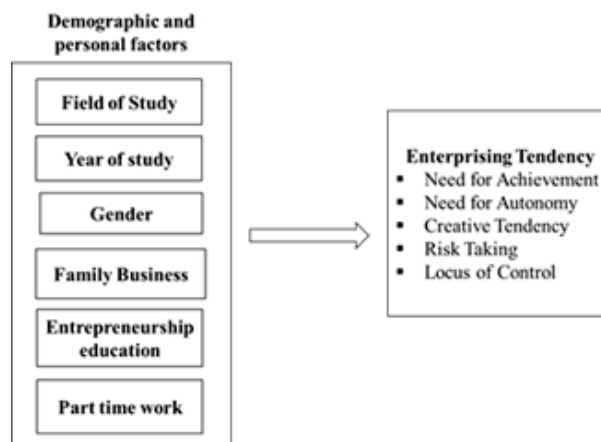 Demographic and
personal factors
Field of Study
Year of study
Gender
Family Business
Entrepreneurship
education
Part time work
Enterprising Tendency
▪ Need for Achievement
▪ Need for Autonomy
▪ Creative Tendency
▪ Risk Taking
▪ Locus of Control